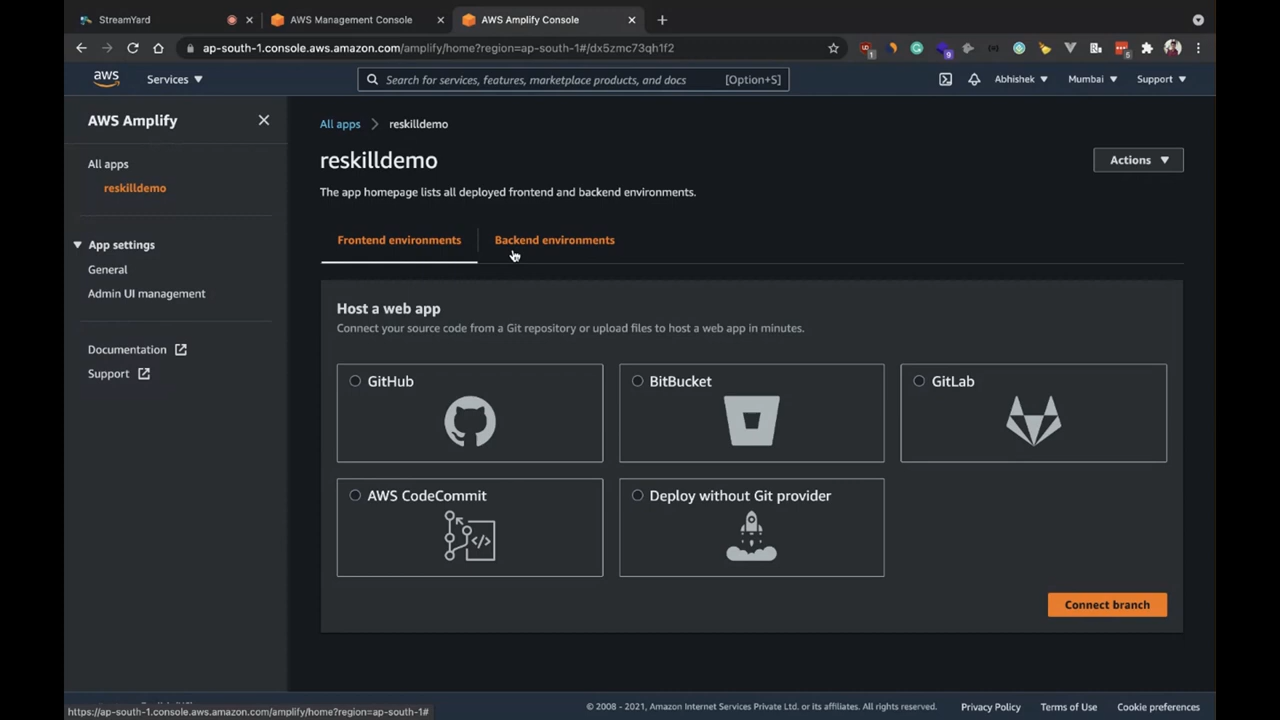 StreamYard
AWS Management Console
AWS Amplify Console
ap-south-1.console.aws.amazon.com/amplify/home?region=ap-south-1#/dx5zmc73qh1f2
1
9
5
aws
Services
Search for services, features, marketplace products, and docs
[Option+S]
Abhishek
Mumbai
Support
AWS Amplify
All apps
reskilldemo
App settings
General
Admin UI management
Documentation
Support
All apps
reskilldemo
reskilldemo
Actions
The app homepage lists all deployed frontend and backend environments.
Frontend environments
Backend environments
Host a web app
Connect your source code from a Git repository or upload files to host a web app in minutes.
GitHub
BitBucket
GitLab
AWS CodeCommit
Deploy without Git provider
Connect branch
https://ap-south-1.console.aws.amazon.com/amplify/home?region=ap-south-1#
© 2008 - 2021, Amazon Internet Services Private Ltd. or its affiliates. All rights reserved.
Privacy Policy
Terms of Use
Cookie preferences